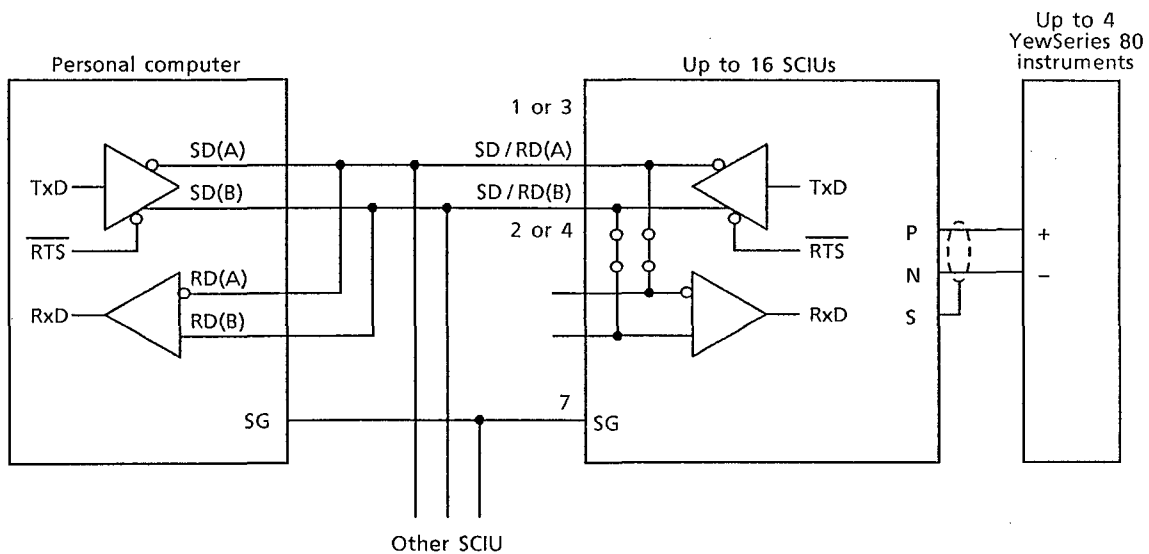 Up to 4
YewSeries 80
instruments
Personal computer
Up to 16 SCIUs
1 or 3
SD(A)
SD / RD(A)
TxD
SD(B)
SD / RD(B)
TxD
2 or 4
RTS
RTS
P
+
RD(A)
N
−
RxD
RD(B)
RxD
S
7
SG
SG
Other SCIU